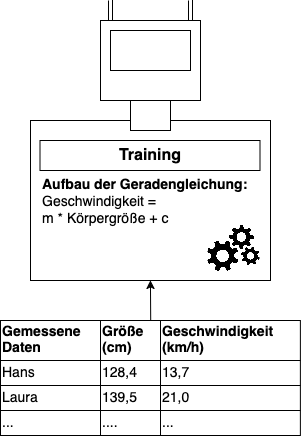 Training
Aufbau der Geradengleichung:
Geschwindigkeit =
m * Körpergröße + c
Gemessene Daten Größe (cm) Geschwindigkeit (km/h)
Hans 128,4 13,7
Laura 139,5 21,0
... .... ...